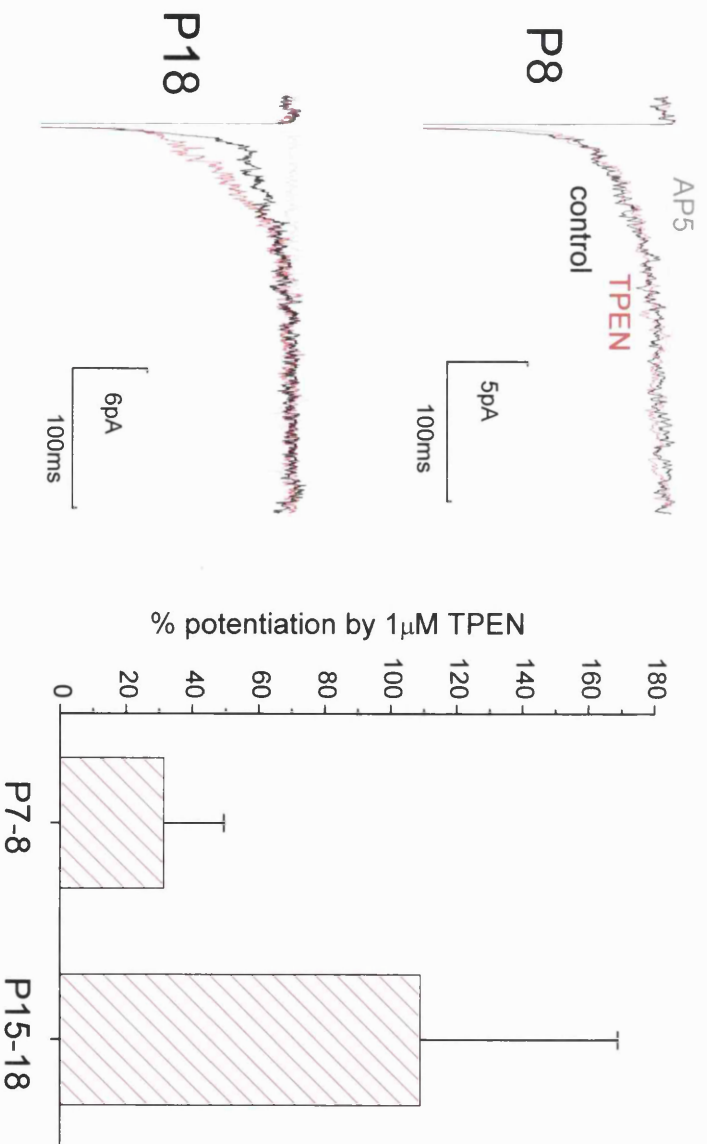 P8
AP5
TPEN
control
5pA
100ms
P18
6pA
100ms
% potentiation by 1μM TPEN
180
160
140
120
100
80
60
40
20
0
P7-8
P15-18